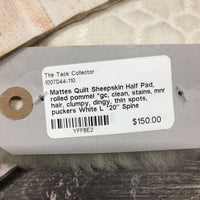 The Tack Collector
1007044-110
Mattes Quilt Sheepskin Half Pad,
rolled pommel *gc, clean, stains, mnr
hair, clumpy, dingy, thin spots,
puckers White L *20" Spine
YFFBE2
$150.00